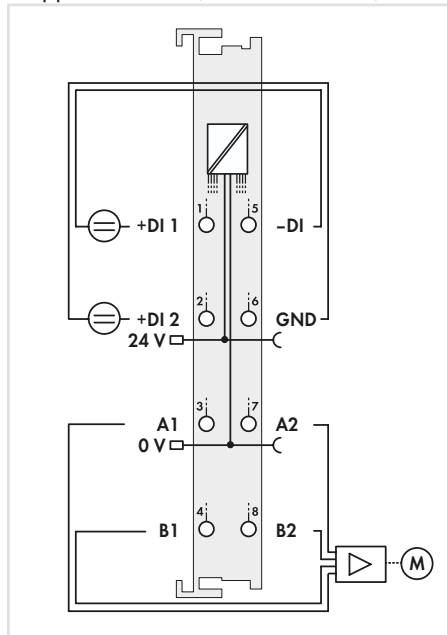 1 5
+DI 1 –DI
2 6
+DI 2 GND
24 V
3 7
A1 A2
0 V
4 8
B1 B2
M